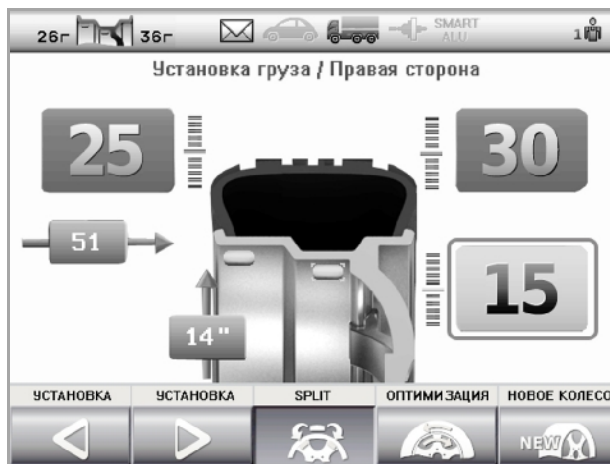 26г 36г SMART ALU 1
Установка груза / Правая сторона
25 30
51
15
14"
УСТАНОВКА УСТАНОВКА SPLIT ОПТИМИЗАЦИЯ НОВОЕ КОЛЕСО
NEW